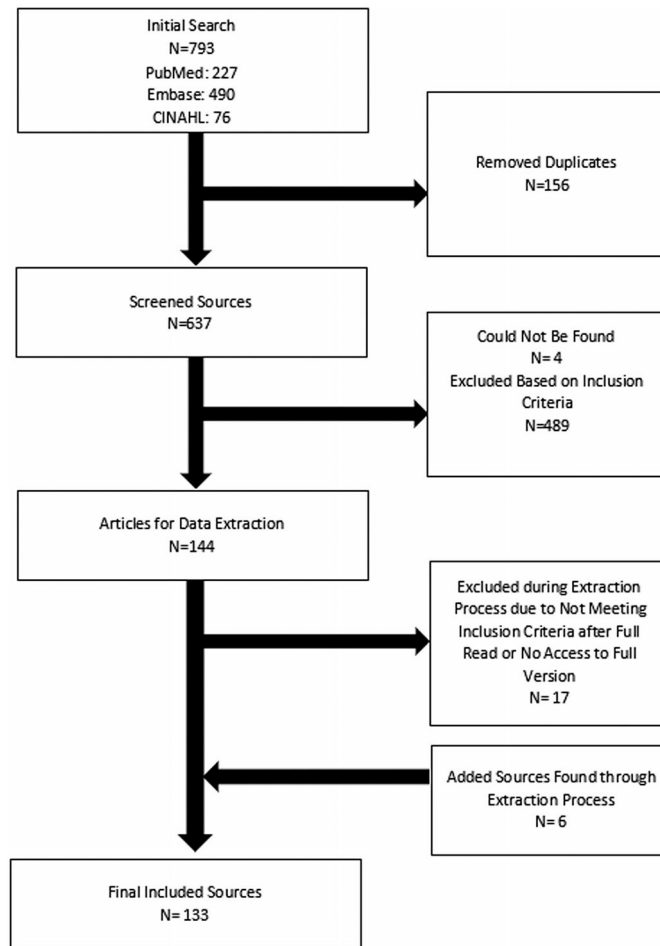 Initial Search
N=793
PubMed: 227
Embase: 490
CINAHL: 76
Removed Duplicates
N=156
Screened Sources
N=637
Could Not Be Found
N= 4
Excluded Based on Inclusion
Criteria
N=489
Articles for Data Extraction
N=144
Excluded during Extraction
Process due to Not Meeting
Inclusion Criteria after Full
Read or No Access to Full
Version
N= 17
Added Sources Found through
Extraction Process
N= 6
Final Included Sources
N= 133